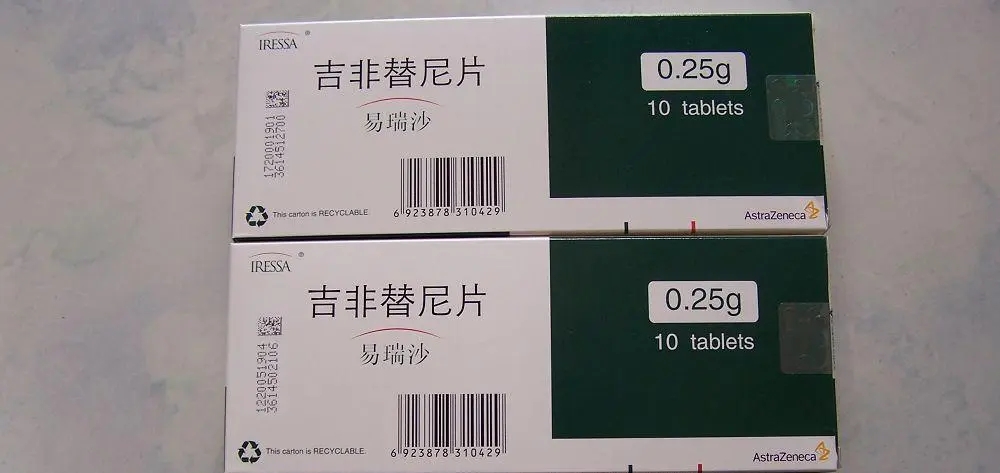 IRESSA®
吉非替尼片
易瑞沙
1720001901
3614512700
This carton is RECYCLABLE.
6 923878 310429
0.25g
10 tablets
AstraZeneca
IRESSA®
吉非替尼片
易瑞沙
1220051904
3614502106
This carton is RECYCLABLE.
6 923878 310429
0.25g
10 tablets
AstraZeneca